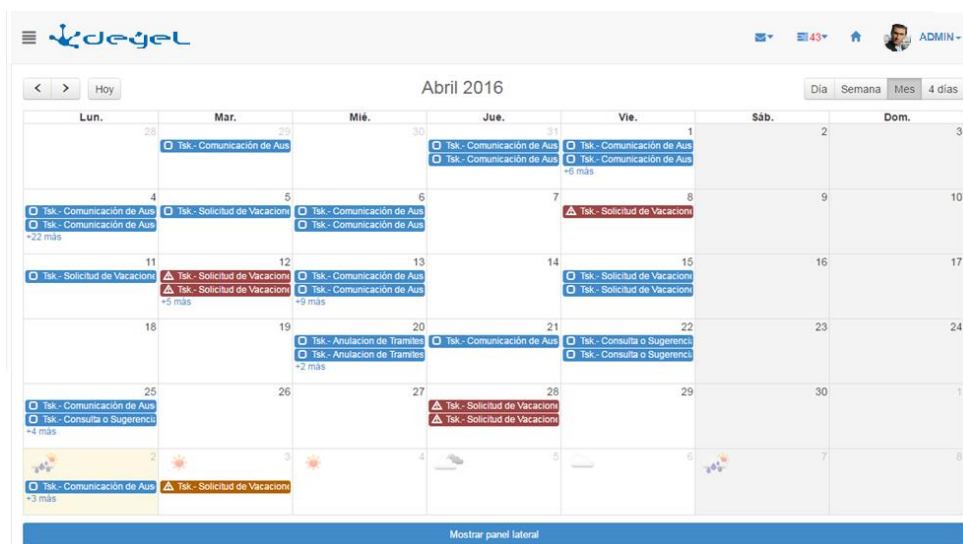 deyel
43
ADMIN
< > Hoy
Abril 2016
Día Semana Mes 4 días
Lun. Mar. Mié. Jue. Vie. Sáb. Dom.
28 29 30 31 1 2 3
Tsk.- Comunicación de Aus Tsk.- Comunicación de Aus Tsk.- Comunicación de Aus
Tsk.- Comunicación de Aus Tsk.- Comunicación de Aus
+6 más
4 5 6 7 8 9 10
Tsk.- Comunicación de Aus Tsk.- Solicitud de Vacacione Tsk.- Comunicación de Aus Tsk.- Solicitud de Vacacione
Tsk.- Comunicación de Aus Tsk.- Comunicación de Aus
+22 más
11 12 13 14 15 16 17
Tsk.- Solicitud de Vacacione Tsk.- Solicitud de Vacacione Tsk.- Comunicación de Aus Tsk.- Solicitud de Vacacione
Tsk.- Solicitud de Vacacione Tsk.- Comunicación de Aus Tsk.- Solicitud de Vacacione
+5 más +9 más
18 19 20 21 22 23 24
Tsk.- Anulacion de Tramites Tsk.- Comunicación de Aus Tsk.- Consulta o Sugerencia
Tsk.- Anulacion de Tramites Tsk.- Consulta o Sugerencia
+2 más
25 26 27 28 29 30 1
Tsk.- Comunicación de Aus Tsk.- Solicitud de Vacacione
Tsk.- Consulta o Sugerencia Tsk.- Solicitud de Vacacione
+4 más
2 3 4 5 6 7 8
Tsk.- Comunicación de Aus Tsk.- Solicitud de Vacacione
+3 más
Mostrar panel lateral